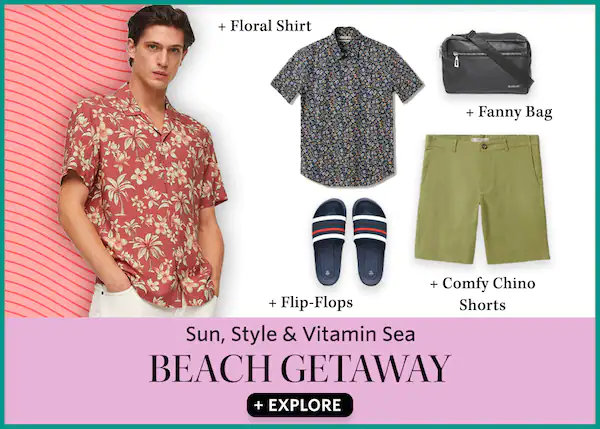 + Floral Shirt
+ Fanny Bag
+ Flip-Flops
+ Comfy Chino
Shorts
Sun, Style & Vitamin Sea
BEACH GETAWAY
+ EXPLORE